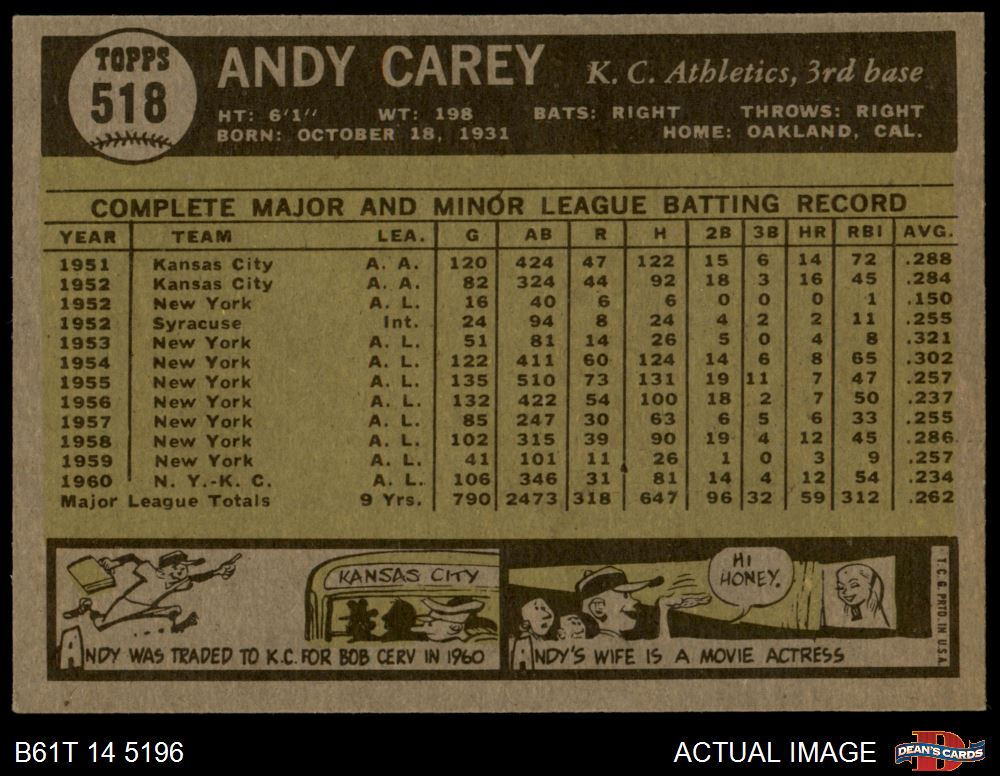 TOPPS
518
ANDY CAREY K. C. Athletics, 3rd base
HT: 6'1" WT: 198 BATS: RIGHT THROWS: RIGHT
BORN: OCTOBER 18, 1931 HOME: OAKLAND, CAL.
COMPLETE MAJOR AND MINOR LEAGUE BATTING RECORD
YEAR TEAM LEA. G AB R H 2B 3B HR RBI AVG.
1951 Kansas City A. A. 120 424 47 122 15 6 14 72 .288
1952 Kansas City A. A. 82 324 44 92 18 3 16 45 .284
1952 New York A. L. 16 40 6 6 0 0 0 1 .150
1952 Syracuse Int. 24 94 8 24 4 2 2 11 .255
1953 New York A. L. 51 81 14 26 5 0 4 8 .321
1954 New York A. L. 122 411 60 124 14 6 8 65 .302
1955 New York A. L. 135 510 73 131 19 11 7 47 .257
1956 New York A. L. 132 422 54 100 18 2 7 50 .237
1957 New York A. L. 85 247 30 63 6 5 6 33 .255
1958 New York A. L. 102 315 39 90 19 4 12 45 .286
1959 New York A. L. 41 101 11 26 1 0 3 9 .257
1960 N. Y.-K. C. A. L. 106 346 31 81 14 4 12 54 .234
Major League Totals 9 Yrs. 790 2473 318 647 96 32 59 312 .262
KANSAS CITY
ANDY WAS TRADED TO K.C. FOR BOB CERV IN 1960
HI
HONEY.
ANDY'S WIFE IS A MOVIE ACTRESS
T. C. G. PRTD. IN U.S.A.
B61T 14 5196 ACTUAL IMAGE
D
DEAN'S CARDS